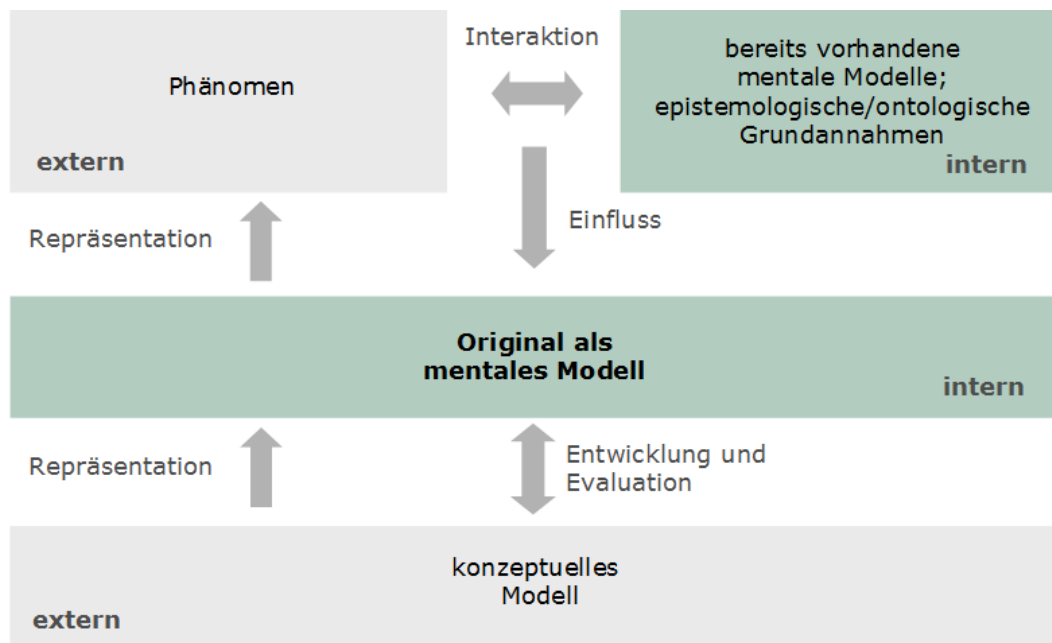 Phänomen
extern
Interaktion
bereits vorhandene
mentale Modelle;
epistemologische/ontologische
Grundannahmen
intern
Repräsentation
Einfluss
Original als
mentales Modell
intern
Repräsentation
Entwicklung und
Evaluation
konzeptuelles
Modell
extern